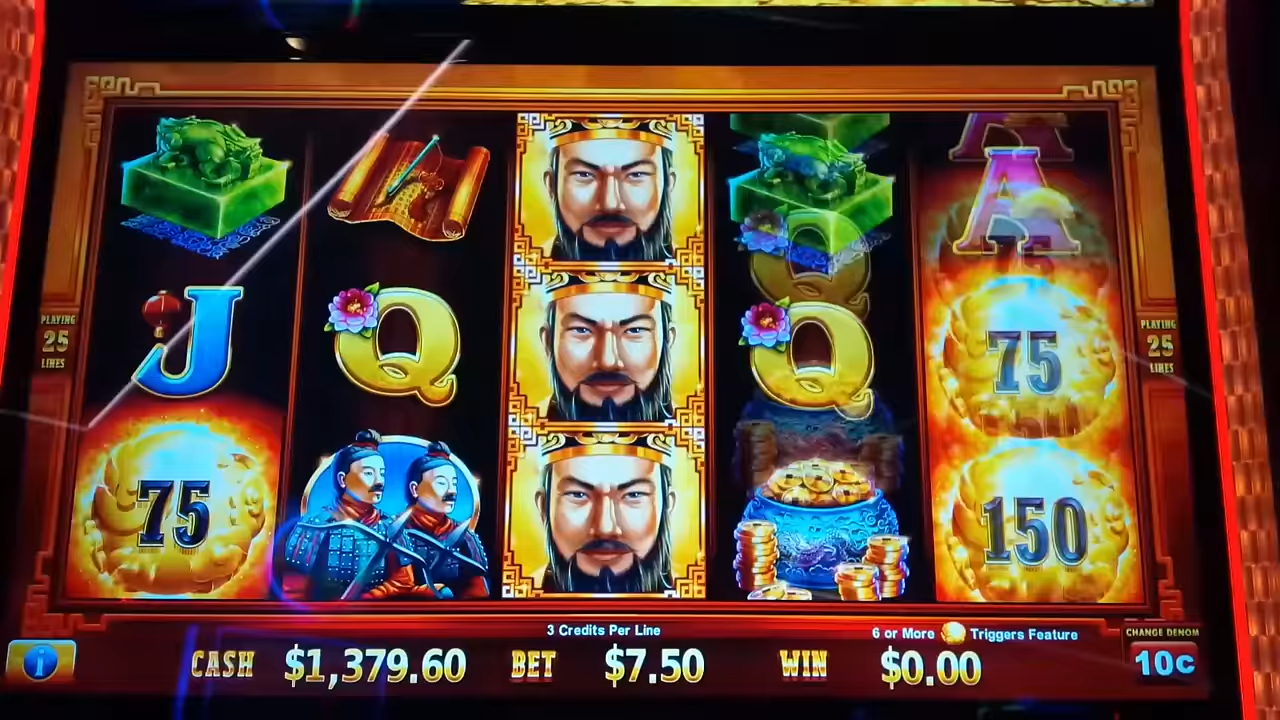 A
A
J
Q
Q
75
PLAYING
25
LINES
PLAYING
25
LINES
75
150
3 Credits Per Line
6 or More Triggers Feature
CHANGE DENOM
CASH $1,379.60 BET $7.50 WIN $0.00
10c
i